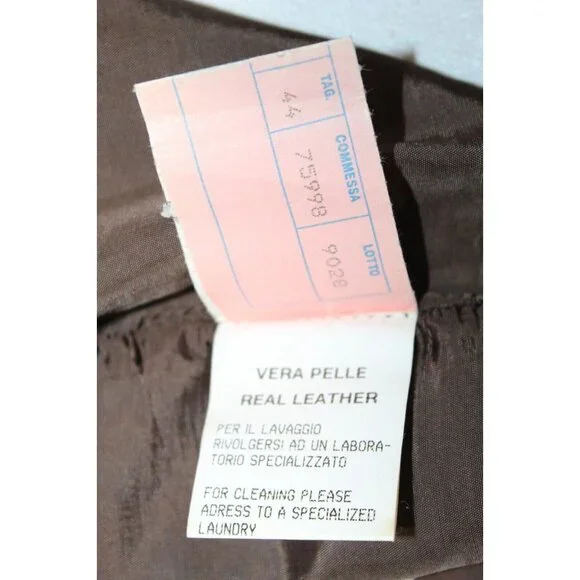 TAG. COMMESSA LOTTO
44 75998 9028
VERA PELLE
REAL LEATHER
PER IL LAVAGGIO
RIVOLGERSI AD UN LABORA-
TORIO SPECIALIZZATO
FOR CLEANING PLEASE
ADRESS TO A SPECIALIZED
LAUNDRY